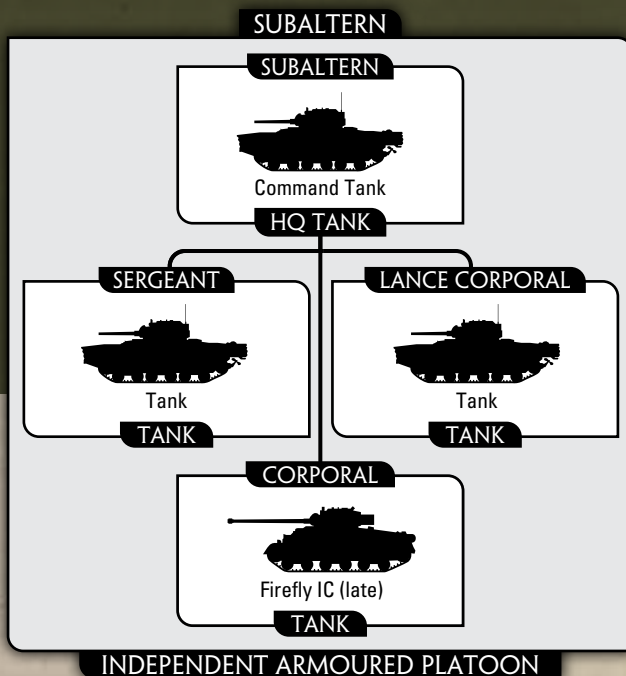 SUBALTERN
SUBALTERN
Command Tank
HQ TANK
SERGEANT
LANCE CORPORAL
Tank
Tank
TANK
TANK
CORPORAL
Firefly IC (late)
TANK
INDEPENDENT ARMOURED PLATOON